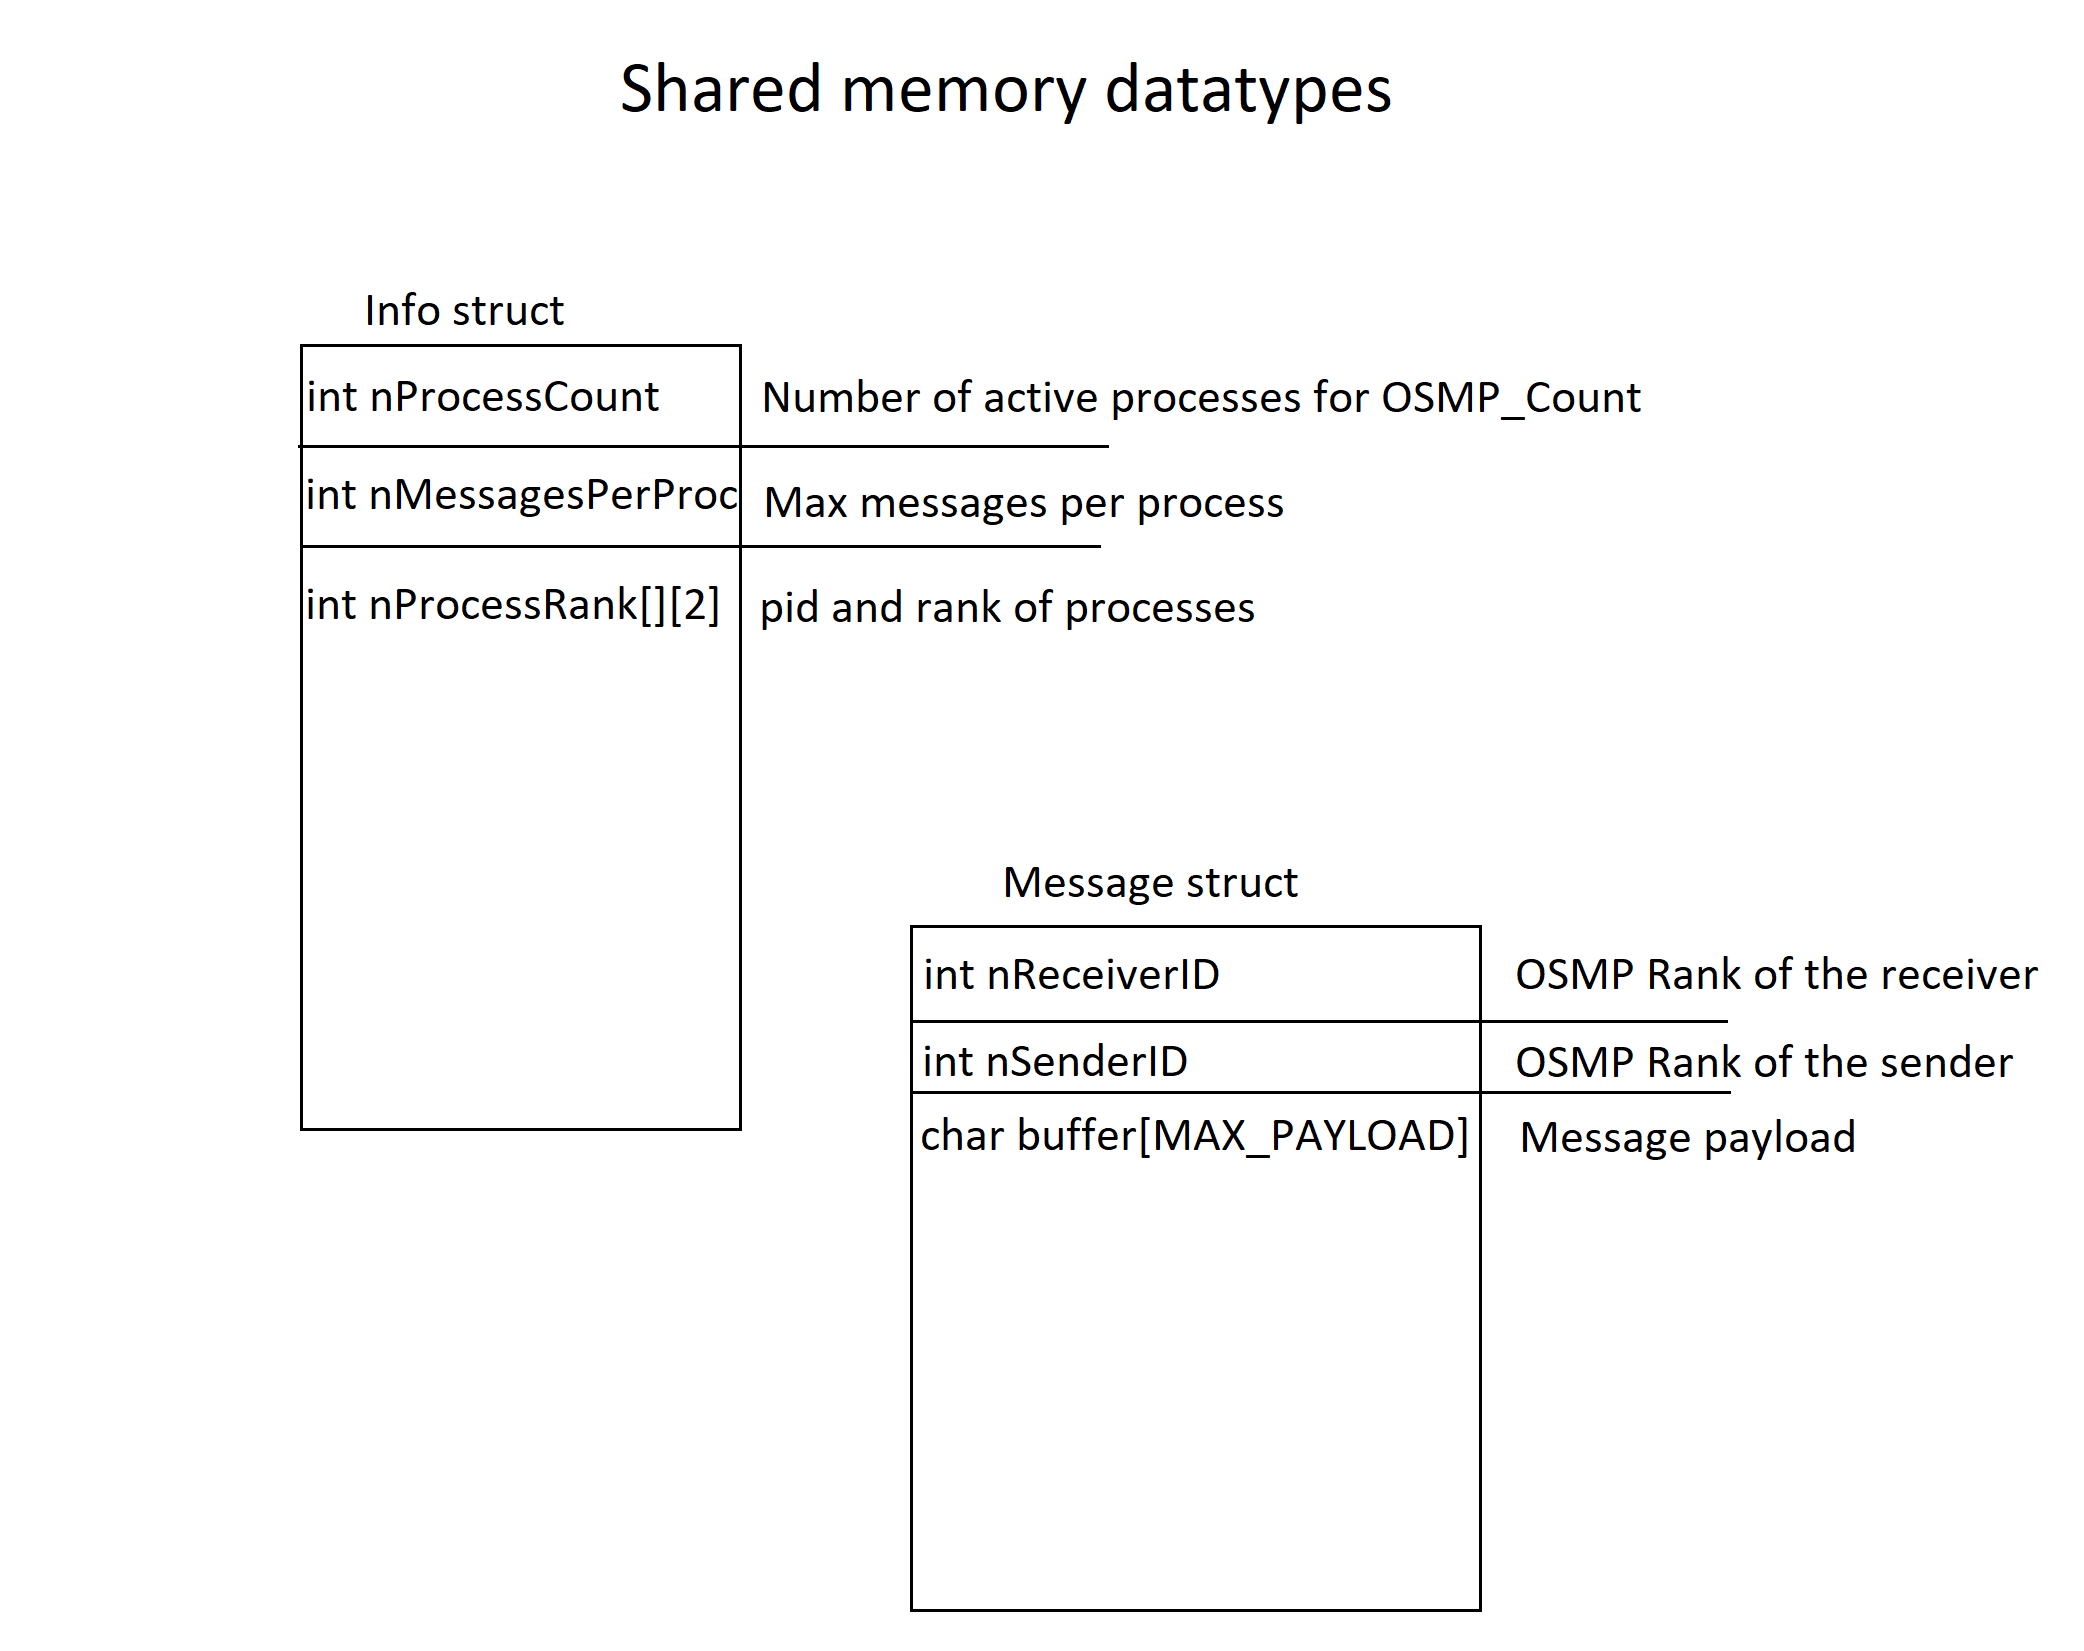 Shared memory datatypes
Info struct
int nProcessCount
Number of active processes for OSMP_Count
int nMessagesPerProc
Max messages per process
int nProcessRank[][2]
pid and rank of processes
Message struct
int nReceiverID
OSMP Rank of the receiver
int nSenderID
OSMP Rank of the sender
char buffer[MAX_PAYLOAD]
Message payload